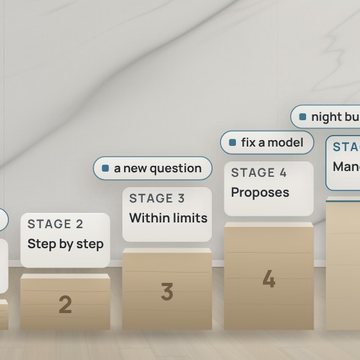 night bu
fix a model
STA
Man
a new question
STAGE 4
Proposes
STAGE 3
Within limits
STAGE 2
Step by step
2
3
4